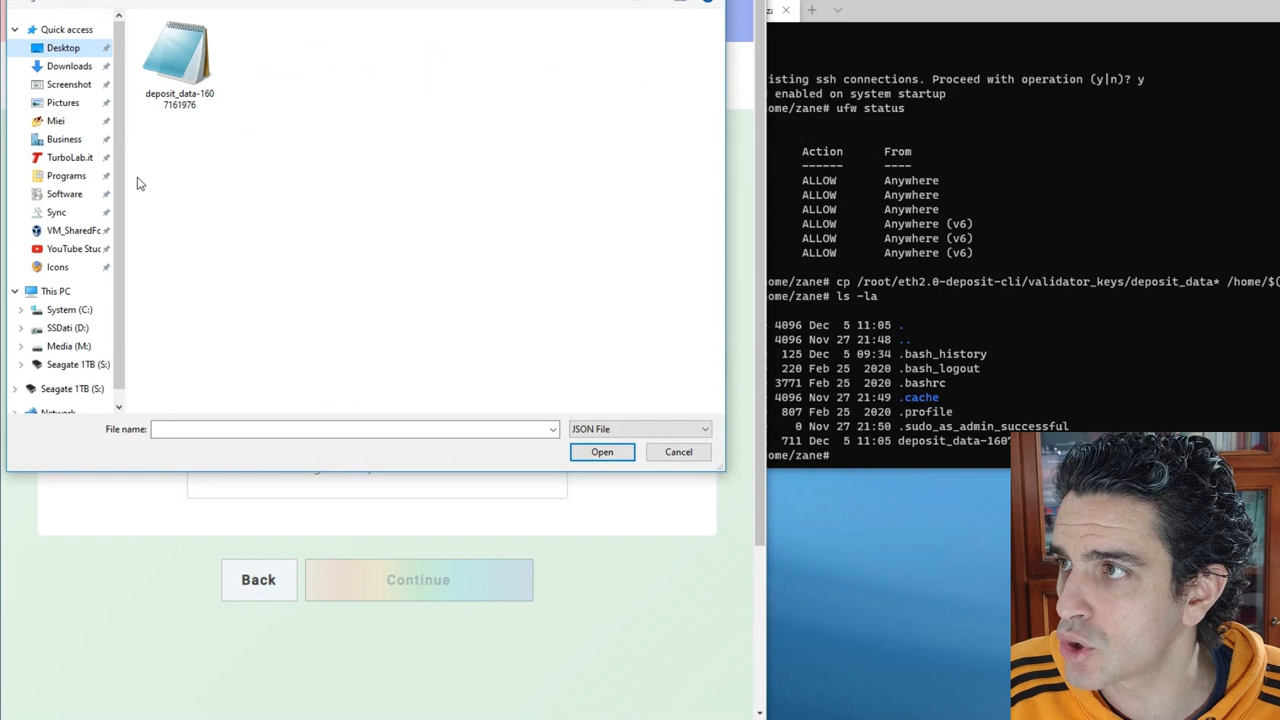 Quick access
Desktop
Downloads
Screenshot
Pictures
Miei
Business
TurboLab.it
Programs
Software
Sync
VM_SharedFc
YouTube Stuc
Icons
This PC
System (C:)
SSDati (D:)
Media (M:)
Seagate 1TB (S:)
Seagate 1TB (S:)
Network
deposit_data-160
7161976
File name:
JSON File
Open
Cancel
Back
Continue
isting ssh connections. Proceed with operation (y|n)? y
enabled on system startup
ome/zane# ufw status
Action From
------ ----
ALLOW Anywhere
ALLOW Anywhere
ALLOW Anywhere
ALLOW Anywhere (v6)
ALLOW Anywhere (v6)
ALLOW Anywhere (v6)
ome/zane# cp /root/eth2.0-deposit-cli/validator_keys/deposit_data* /home/$(
ome/zane# ls -la
4096 Dec 5 11:05 .
4096 Nov 27 21:48 ..
125 Dec 5 09:34 .bash_history
220 Feb 25 2020 .bash_logout
3771 Feb 25 2020 .bashrc
4096 Nov 27 21:49 .cache
807 Feb 25 2020 .profile
0 Nov 27 21:50 .sudo_as_admin_successful
711 Dec 5 11:05 deposit_data-1607
ome/zane#